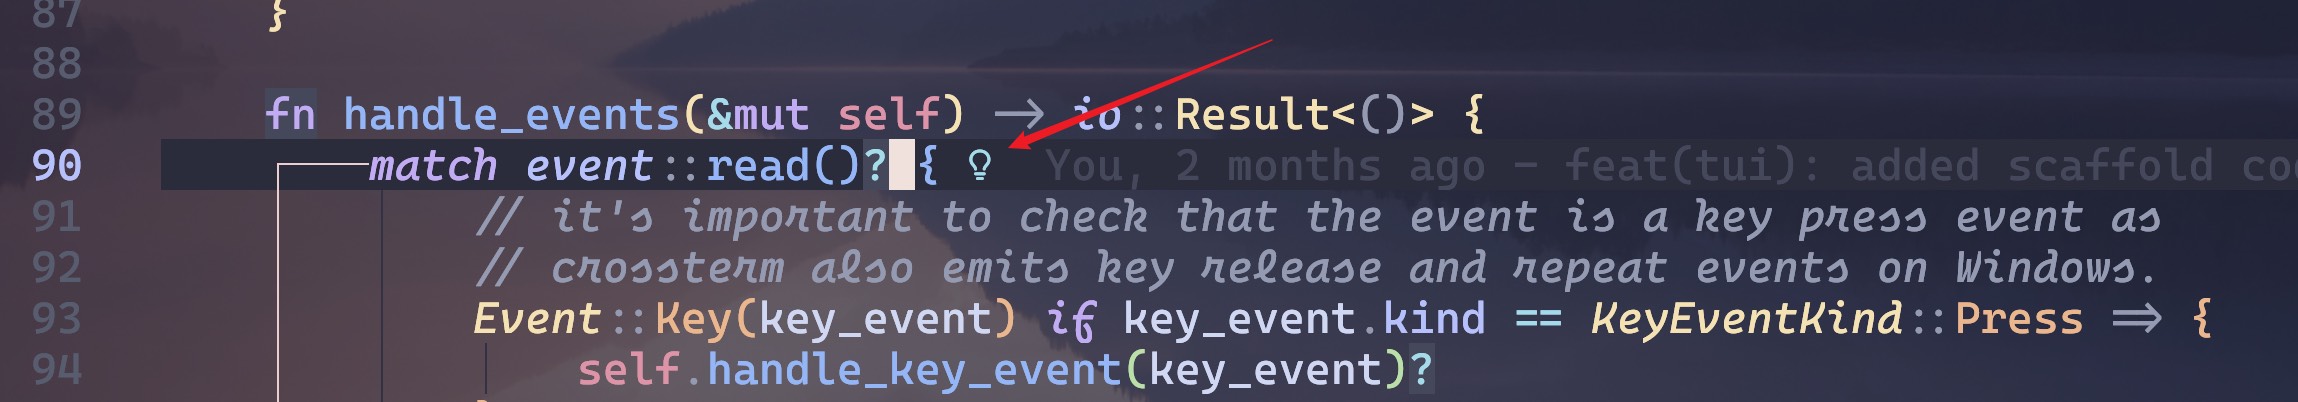 87 }
88
89 fn handle_events(&mut self) -> io::Result<()> {
90 match event::read()? { You, 2 months ago - feat(tui): added scaffold
91 // it's important to check that the event is a key press event as
92 // crossterm also emits key release and repeat events on Windows.
93 Event::Key(key_event) if key_event.kind == KeyEventKind::Press => {
94 self.handle_key_event(key_event)?